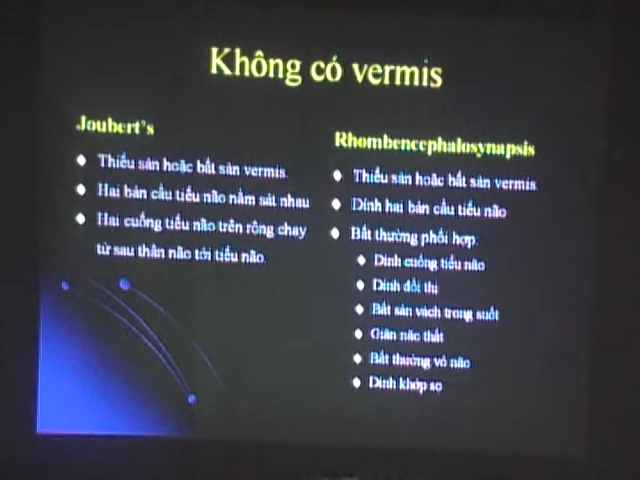 Không có vermis
Joubert's
Thiểu sản hoặc bất sản vermis.
Hai bán cầu tiểu não nằm sát nhau
Hai cuống tiểu não trên rộng chạy
từ sau thân não tới tiểu não.
Rhombencephalosynapsis
Thiểu sản hoặc bất sản vermis.
Dính hai bán cầu tiểu não
Bất thường phối hợp:
Dính cuống tiểu não
Dính đồi thị
Bất sản vách trong suốt
Giãn não thất
Bất thường vỏ não
Dính khớp sọ